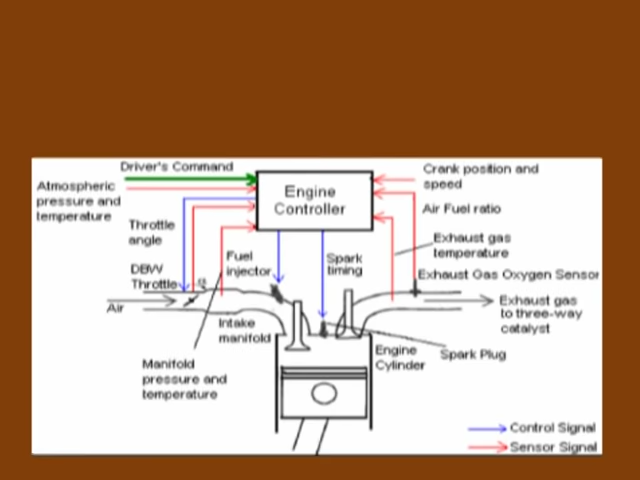 Driver's Command
Atmospheric
pressure and
temperature
Engine
Controller
Crank position and
speed
Air Fuel ratio
Throttle
angle
Fuel
injector
Spark
timing
Exhaust gas
temperature
DBW
Throttle
Exhaust Gas Oxygen Sensor
Air
Exhaust gas
to three-way
catalyst
Intake
manifold
Manifold
pressure and
temperature
Engine
Cylinder
Spark Plug
Control Signal
Sensor Signal